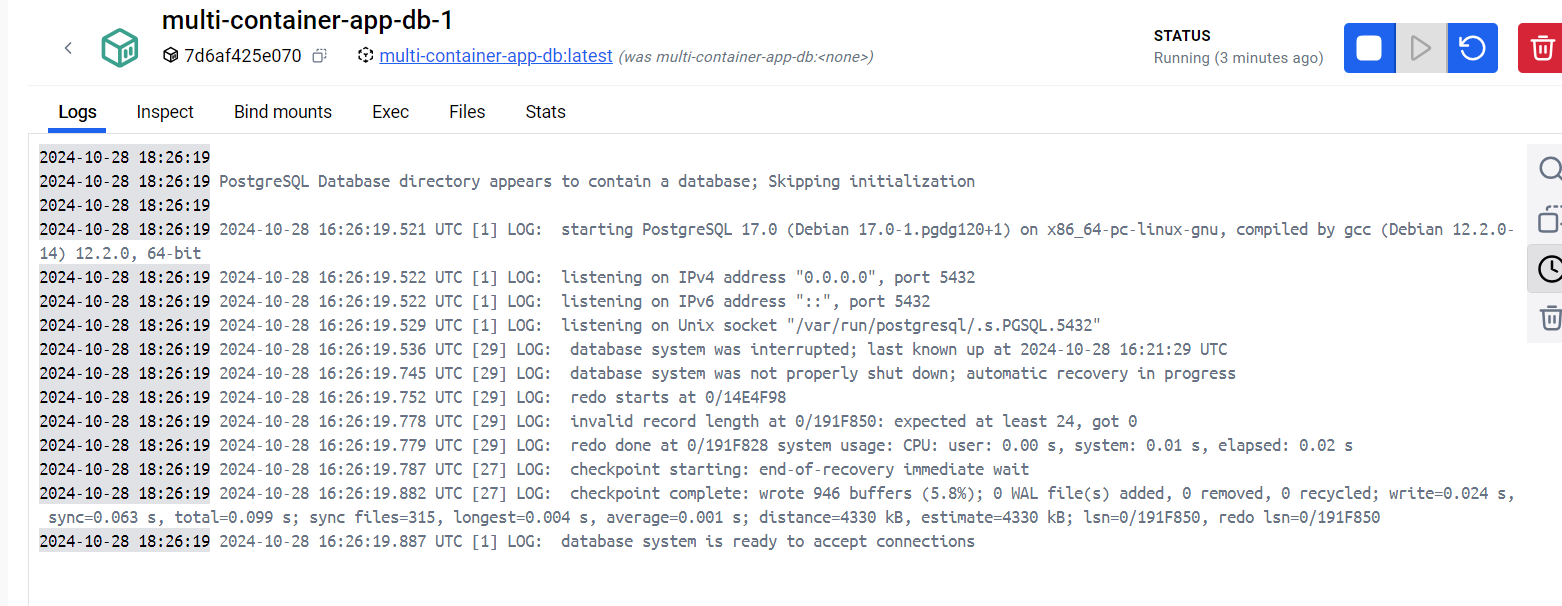 multi-container-app-db-1
7d6af425e070 multi-container-app-db:latest (was multi-container-app-db:<none>)
STATUS
Running (3 minutes ago)
Logs Inspect Bind mounts Exec Files Stats
2024-10-28 18:26:19
2024-10-28 18:26:19 PostgreSQL Database directory appears to contain a database; Skipping initialization
2024-10-28 18:26:19
2024-10-28 18:26:19 2024-10-28 16:26:19.521 UTC [1] LOG:  starting PostgreSQL 17.0 (Debian 17.0-1.pgdg120+1) on x86_64-pc-linux-gnu, compiled by gcc (Debian 12.2.0-
14) 12.2.0, 64-bit
2024-10-28 18:26:19 2024-10-28 16:26:19.522 UTC [1] LOG:  listening on IPv4 address "0.0.0.0", port 5432
2024-10-28 18:26:19 2024-10-28 16:26:19.522 UTC [1] LOG:  listening on IPv6 address "::", port 5432
2024-10-28 18:26:19 2024-10-28 16:26:19.529 UTC [1] LOG:  listening on Unix socket "/var/run/postgresql/.s.PGSQL.5432"
2024-10-28 18:26:19 2024-10-28 16:26:19.536 UTC [29] LOG:  database system was interrupted; last known up at 2024-10-28 16:21:29 UTC
2024-10-28 18:26:19 2024-10-28 16:26:19.745 UTC [29] LOG:  database system was not properly shut down; automatic recovery in progress
2024-10-28 18:26:19 2024-10-28 16:26:19.752 UTC [29] LOG:  redo starts at 0/14E4F98
2024-10-28 18:26:19 2024-10-28 16:26:19.778 UTC [29] LOG:  invalid record length at 0/191F850: expected at least 24, got 0
2024-10-28 18:26:19 2024-10-28 16:26:19.779 UTC [29] LOG:  redo done at 0/191F828 system usage: CPU: user: 0.00 s, system: 0.01 s, elapsed: 0.02 s
2024-10-28 18:26:19 2024-10-28 16:26:19.787 UTC [27] LOG:  checkpoint starting: end-of-recovery immediate wait
2024-10-28 18:26:19 2024-10-28 16:26:19.882 UTC [27] LOG:  checkpoint complete: wrote 946 buffers (5.8%); 0 WAL file(s) added, 0 removed, 0 recycled; write=0.024 s,
sync=0.063 s, total=0.099 s; sync files=315, longest=0.004 s, average=0.001 s; distance=4330 kB, estimate=4330 kB; lsn=0/191F850, redo lsn=0/191F850
2024-10-28 18:26:19 2024-10-28 16:26:19.887 UTC [1] LOG:  database system is ready to accept connections